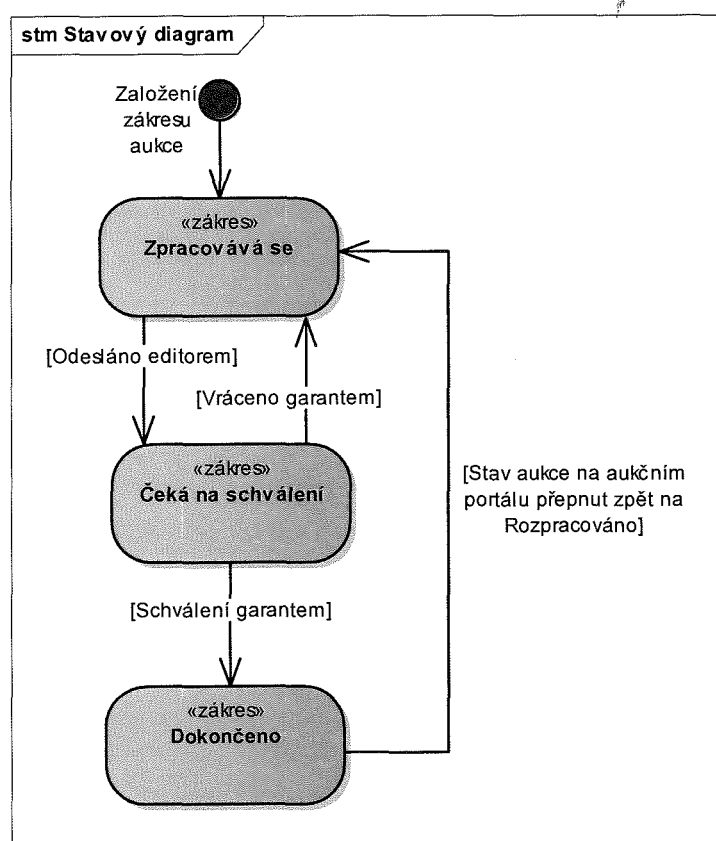 stm Stavový diagram
Založení
zákresu
aukce
«zákres»
Zpracovává se
[Odesláno editorem]
[Vráceno garantem]
«zákres»
Čeká na schválení
[Stav aukce na aukčním
portálu přepnut zpět na
Rozpracováno]
[Schválení garantem]
«zákres»
Dokončeno